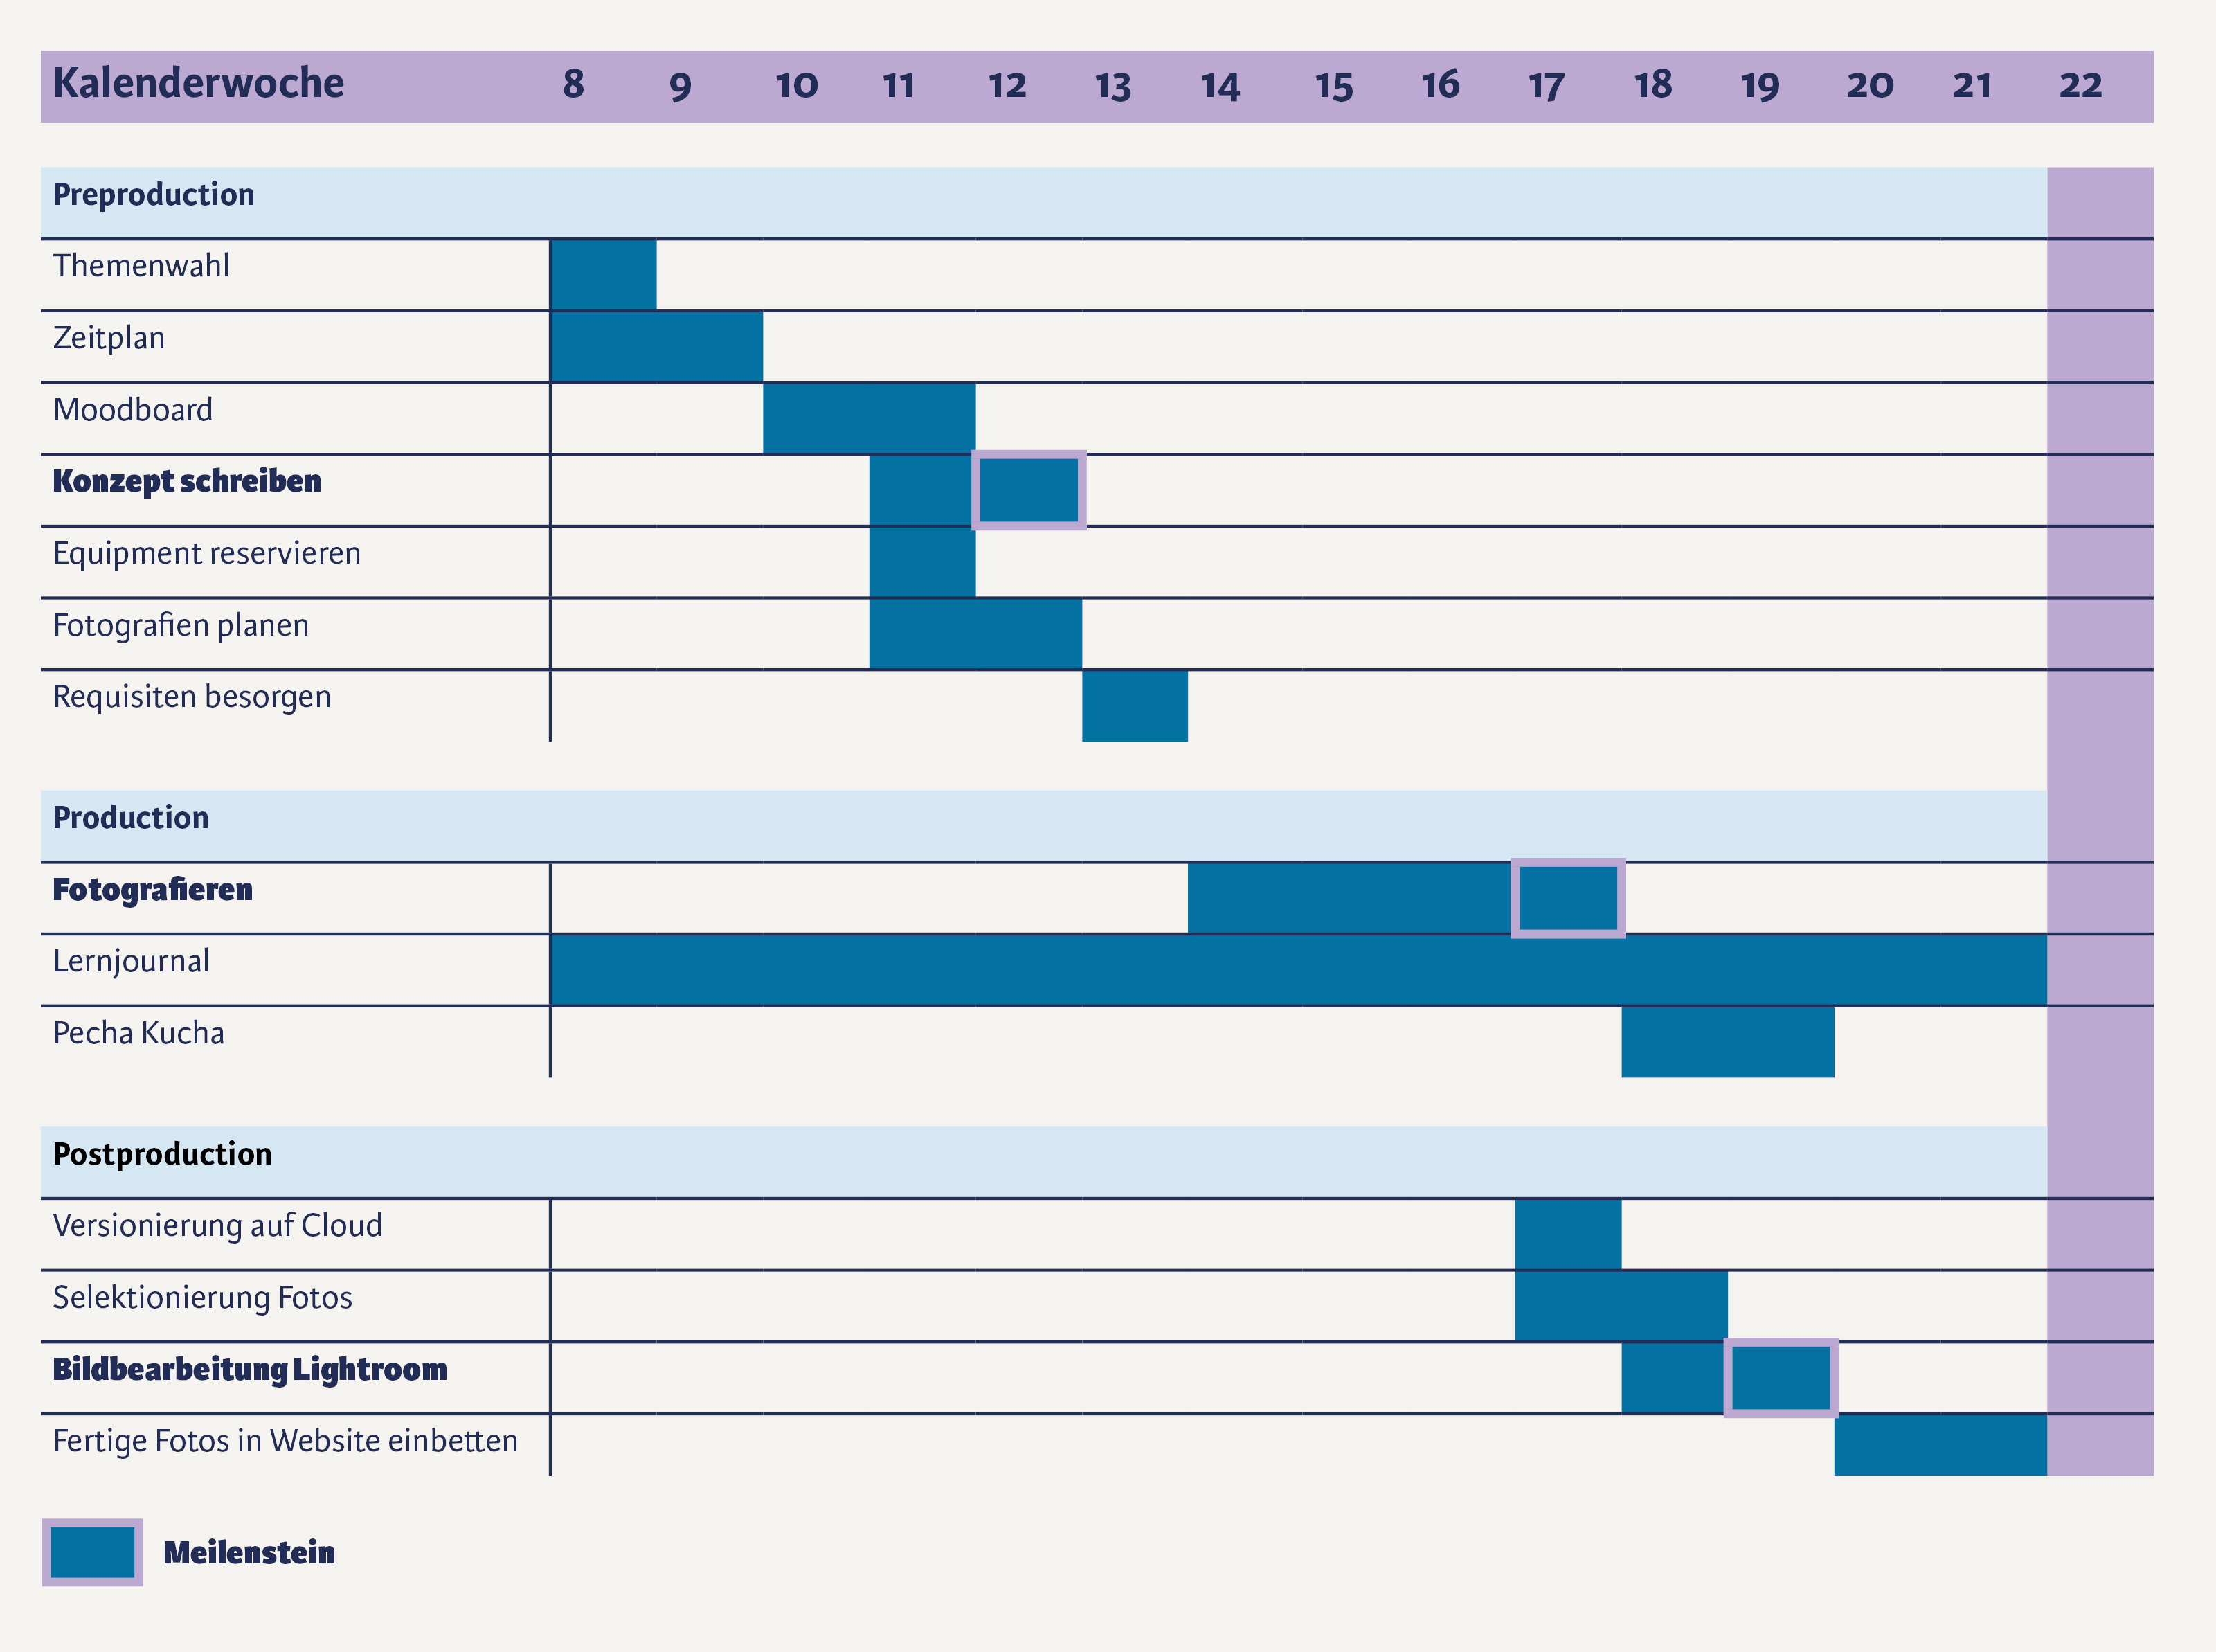 Kalenderwoche 8 9 10 11 12 13 14 15 16 17 18 19 20 21 22
Preproduction
Themenwahl
Zeitplan
Moodboard
Konzept schreiben
Equipment reservieren
Fotografien planen
Requisiten besorgen
Production
Fotografieren
Lernjournal
Pecha Kucha
Postproduction
Versionierung auf Cloud
Selektionierung Fotos
Bildbearbeitung Lightroom
Fertige Fotos in Website einbetten
Meilenstein